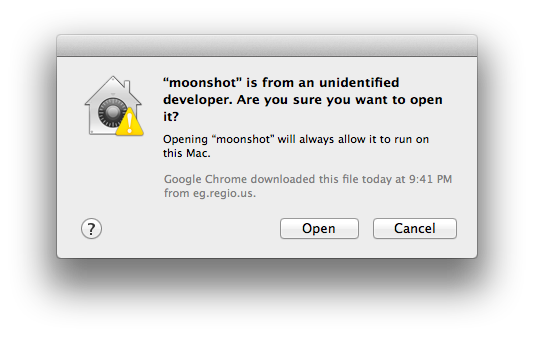 “moonshot” is from an unidentified
developer. Are you sure you want to open
it?
Opening “moonshot” will always allow it to run on
this Mac.
Google Chrome downloaded this file today at 9:41 PM
from eg.regio.us.
?
Open
Cancel